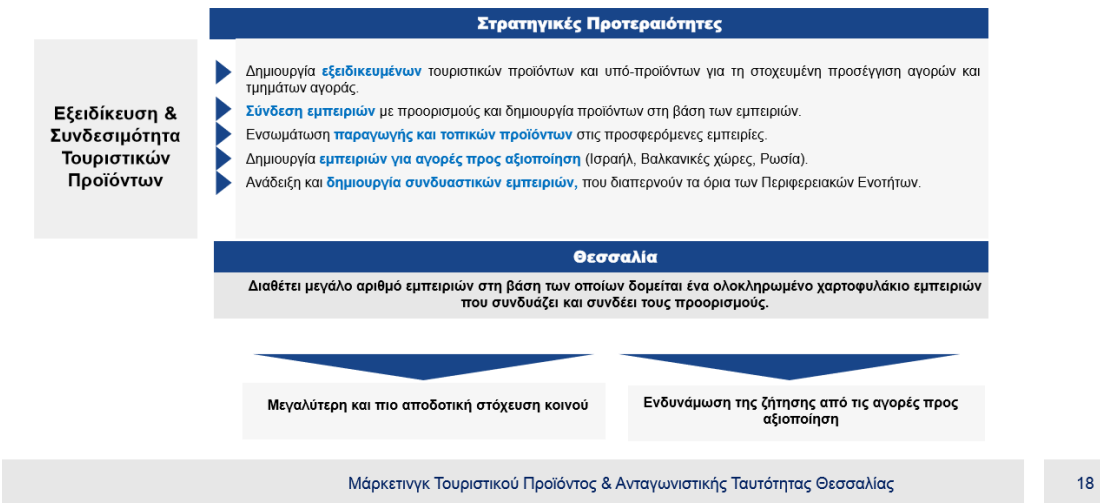 Στρατηγικές Προτεραιότητες
Εξειδίκευση &
Συνδεσιμότητα
Τουριστικών
Προϊόντων
Δημιουργία εξειδικευμένων τουριστικών προϊόντων και υπό-προϊόντων για τη στοχευμένη προσέγγιση αγορών και
τμημάτων αγοράς.
Σύνδεση εμπειριών με προορισμούς και δημιουργία προϊόντων στη βάση των εμπειριών.
Ενσωμάτωση παραγωγής και τοπικών προϊόντων στις προσφερόμενες εμπειρίες.
Δημιουργία εμπειριών για αγορές προς αξιοποίηση (Ισραήλ, Βαλκανικές χώρες, Ρωσία).
Ανάδειξη και δημιουργία συνδυαστικών εμπειριών, που διαπερνούν τα όρια των Περιφερειακών Ενοτήτων.
Θεσσαλία
Διαθέτει μεγάλο αριθμό εμπειριών στη βάση των οποίων δομείται ένα ολοκληρωμένο χαρτοφυλάκιο εμπειριών
που συνδυάζει και συνδέει τους προορισμούς.
Μεγαλύτερη και πιο αποδοτική στόχευση κοινού
Ενδυνάμωση της ζήτησης από τις αγορές προς
αξιοποίηση
Μάρκετινγκ Τουριστικού Προϊόντος & Ανταγωνιστικής Ταυτότητας Θεσσαλίας
18